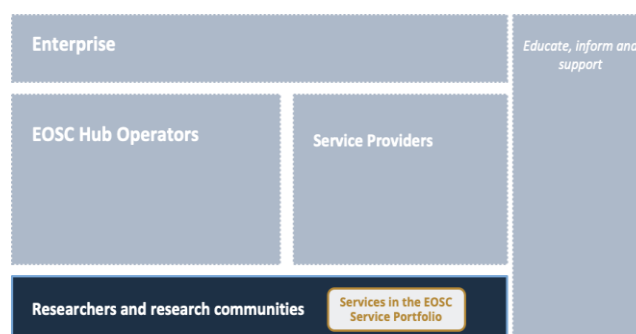 Enterprise
Educate, inform and
support
EOSC Hub Operators
Service Providers
Researchers and research communities
Services in the EOSC
Service Portfolio